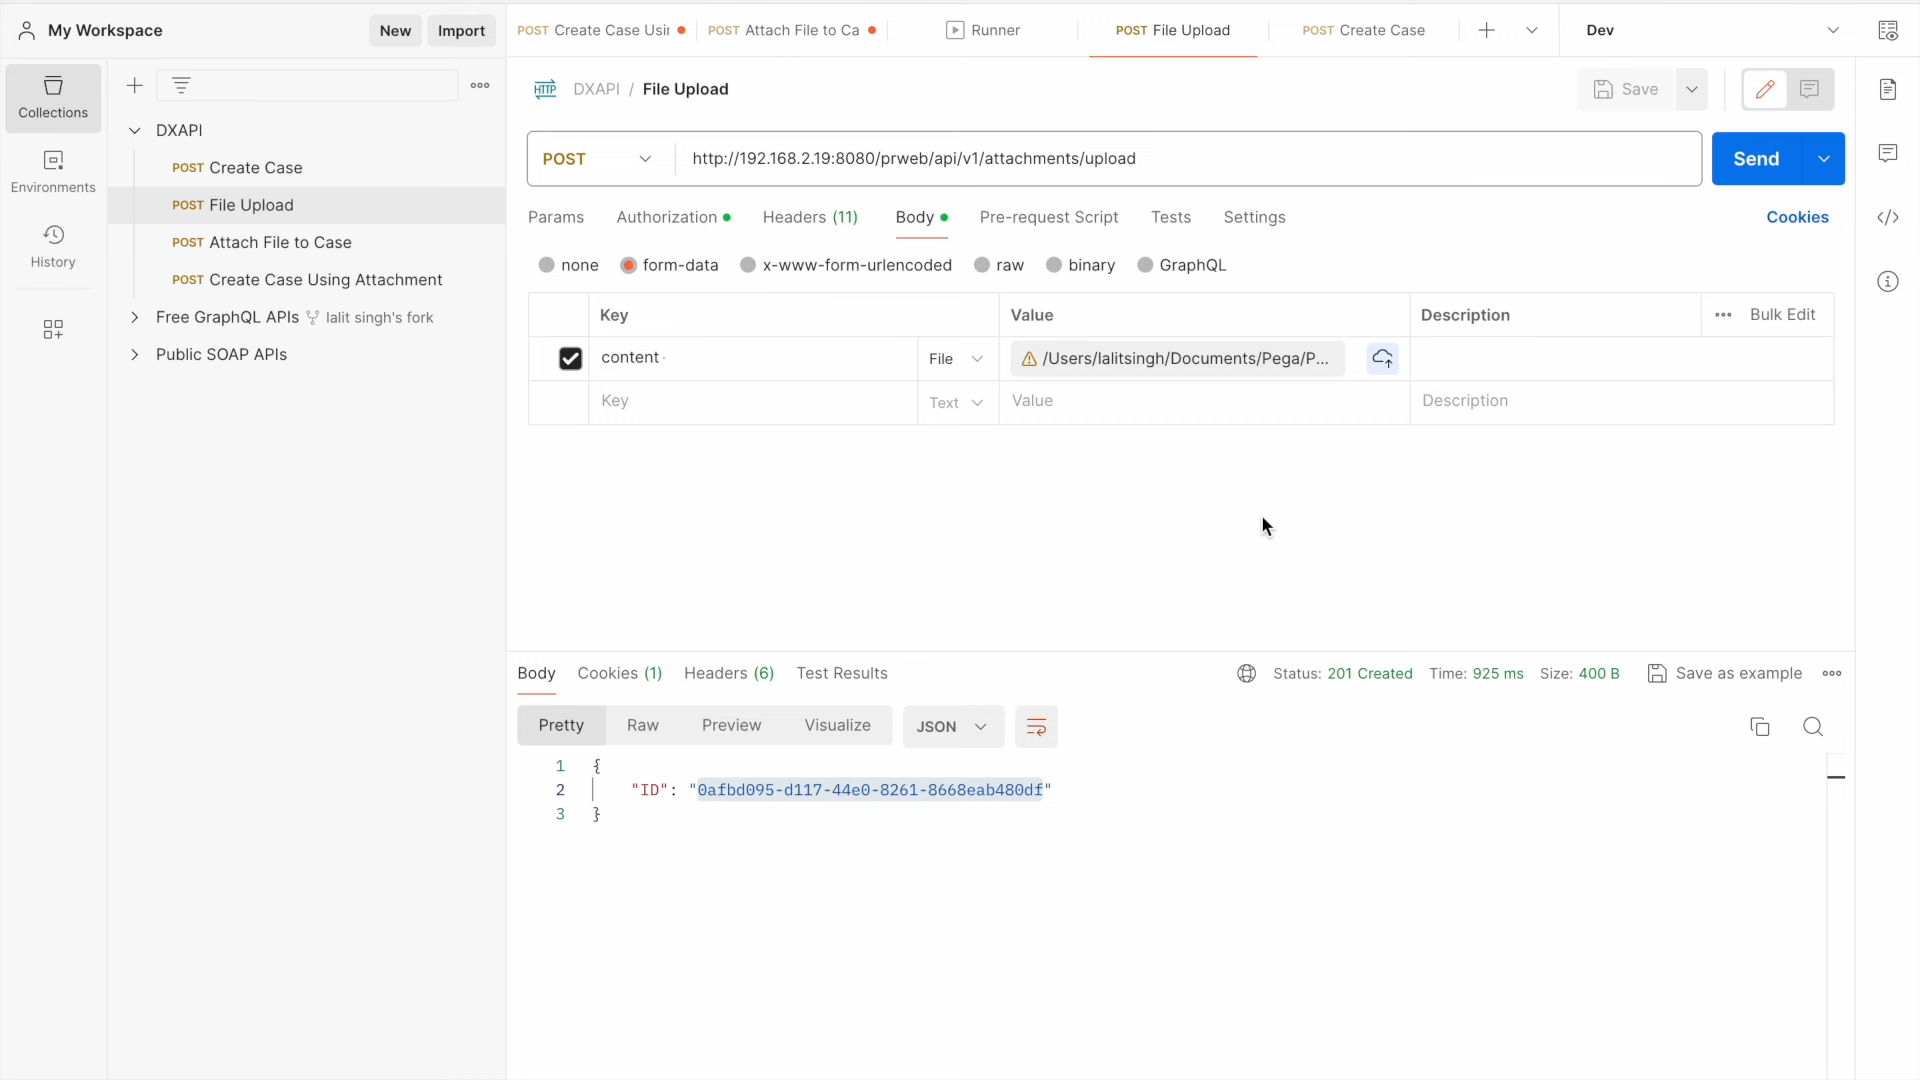 My Workspace New Import POST Create Case Usir POST Attach File to Ca Runner POST File Upload POST Create Case Dev
Collections
Environments
History
DXAPI
POST Create Case
POST File Upload
POST Attach File to Case
POST Create Case Using Attachment
Free GraphQL APIs lalit singh's fork
Public SOAP APIs
HTTP DXAPI / File Upload Save
POST http://192.168.2.19:8080/prweb/api/v1/attachments/upload Send
Params Authorization Headers (11) Body Pre-request Script Tests Settings Cookies
none form-data x-www-form-urlencoded raw binary GraphQL
Key Value Description Bulk Edit
content File /Users/lalitsingh/Documents/Pega/P...
Key Text Value Description
Body Cookies (1) Headers (6) Test Results Status: 201 Created Time: 925 ms Size: 400 B Save as example
Pretty Raw Preview Visualize JSON
1 {
2 "ID": "0afbd095-d117-44e0-8261-8668eab480df"
3 }